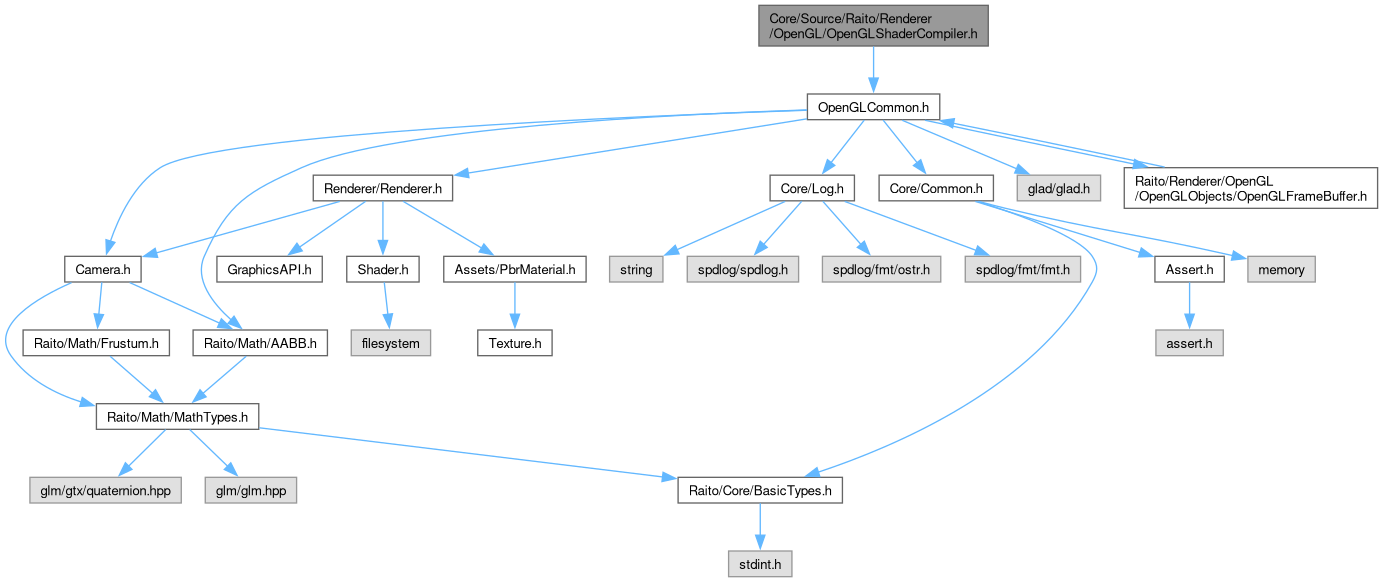 Core/Source/Raito/Renderer
/OpenGL/OpenGLShaderCompiler.h
OpenGLCommon.h
Renderer/Renderer.h
Core/Log.h
Core/Common.h
glad/glad.h
Raito/Renderer/OpenGL
/OpenGLObjects/OpenGLFrameBuffer.h
Camera.h
GraphicsAPI.h
Shader.h
Assets/PbrMaterial.h
string
spdlog/spdlog.h
spdlog/fmt/ostr.h
spdlog/fmt/fmt.h
Assert.h
memory
Raito/Math/Frustum.h
Raito/Math/AABB.h
filesystem
Texture.h
assert.h
Raito/Math/MathTypes.h
glm/gtx/quaternion.hpp
glm/glm.hpp
Raito/Core/BasicTypes.h
stdint.h